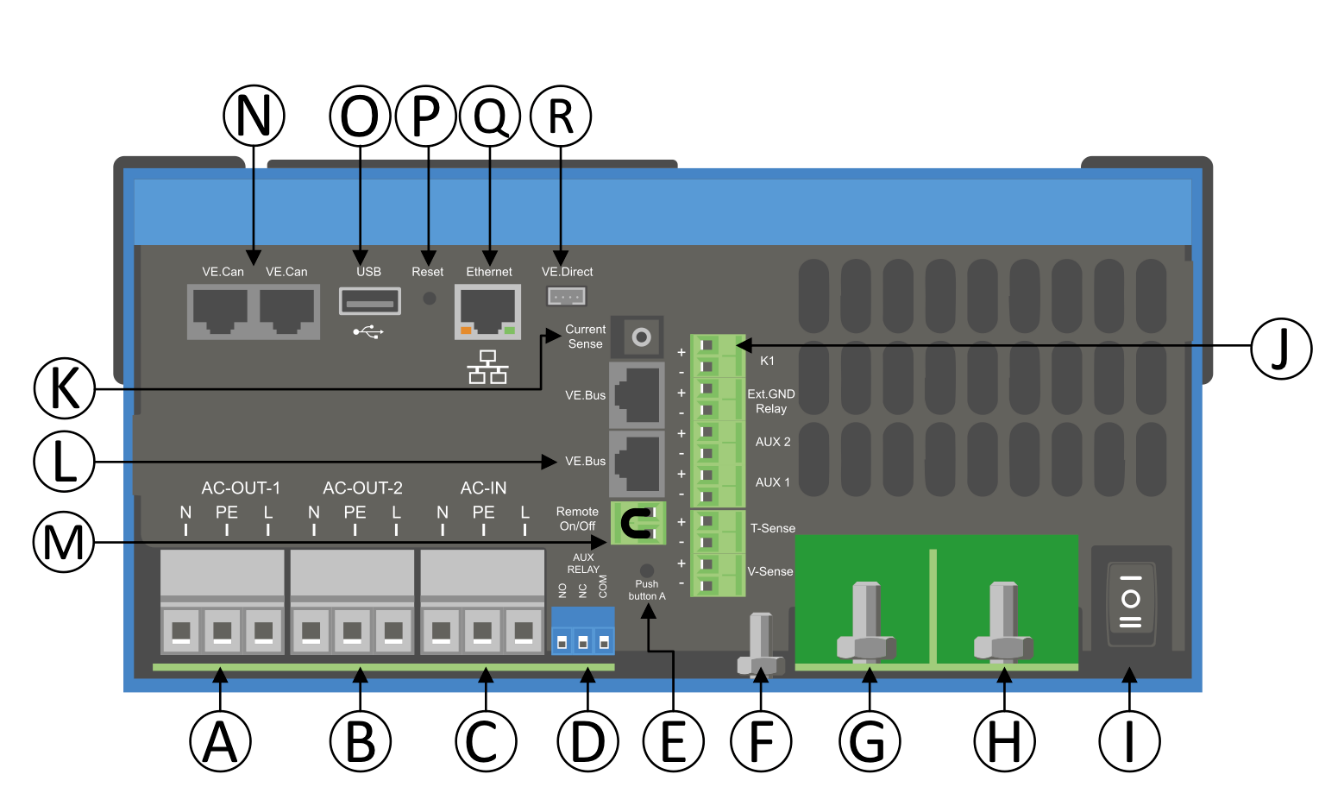 N O P Q R
VE.Can VE.Can USB Reset Ethernet VE.Direct
Current
Sense
K1
J
K
VE.Bus
Ext.GND
Relay
L
VE.Bus
AUX 2
AUX 1
AC-OUT-1 AC-OUT-2 AC-IN
N PE L N PE L N PE L
Remote
On/Off
M
T-Sense
V-Sense
AUX
RELAY
NO NC COM
Push
button A
+
-
+
-
+
-
+
-
+
-
+
-
A B C D E F G H I